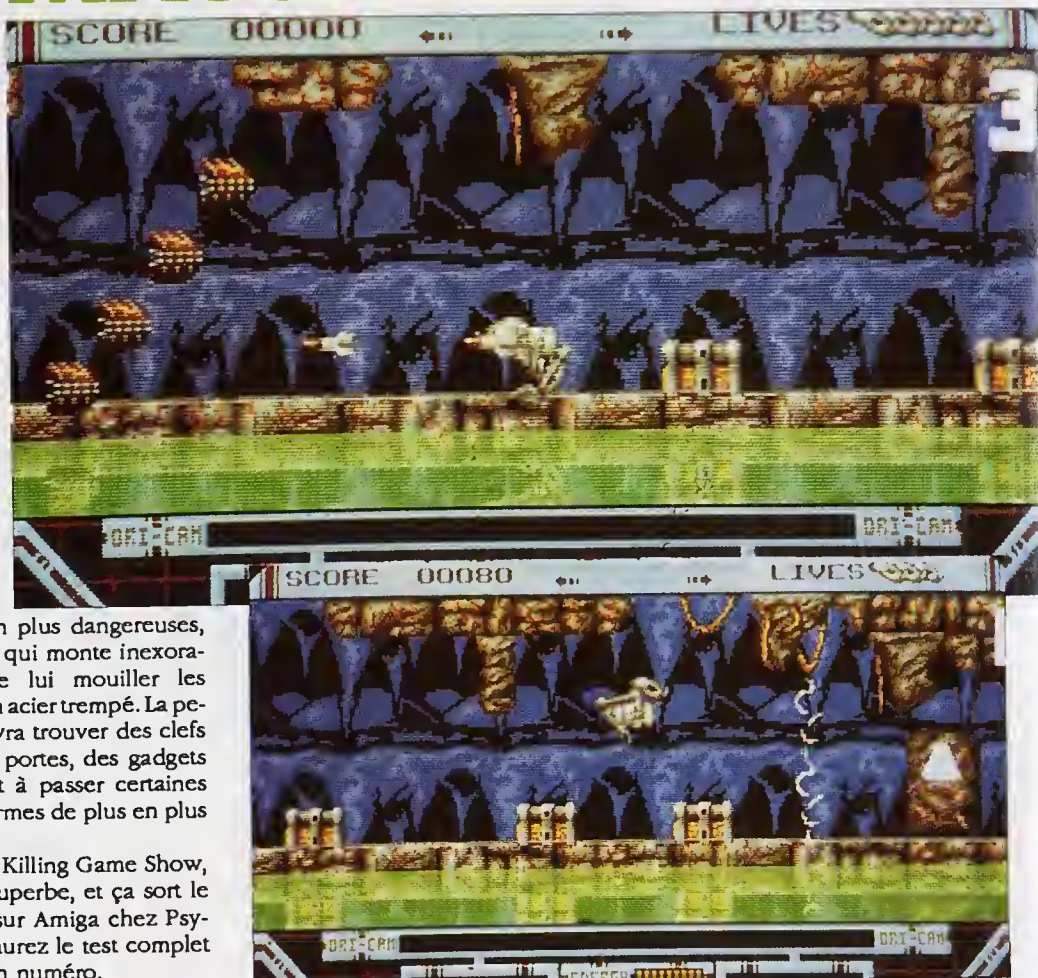 SCORE 00000 LIVES
3
ORI-CAM ORI-CAM
SCORE 00080 LIVES
n plus dangereuses,
qui monte inexora-
e lui mouiller les
n acier trempé. La pe-
vra trouver des clefs
portes, des gadgets
t à passer certaines
rmes de plus en plus
Killing Game Show,
uperbe, et ça sort le
sur Amiga chez Psy-
urez le test complet
n numéro.
ORI-CAM ORI-CAM
ENERGY